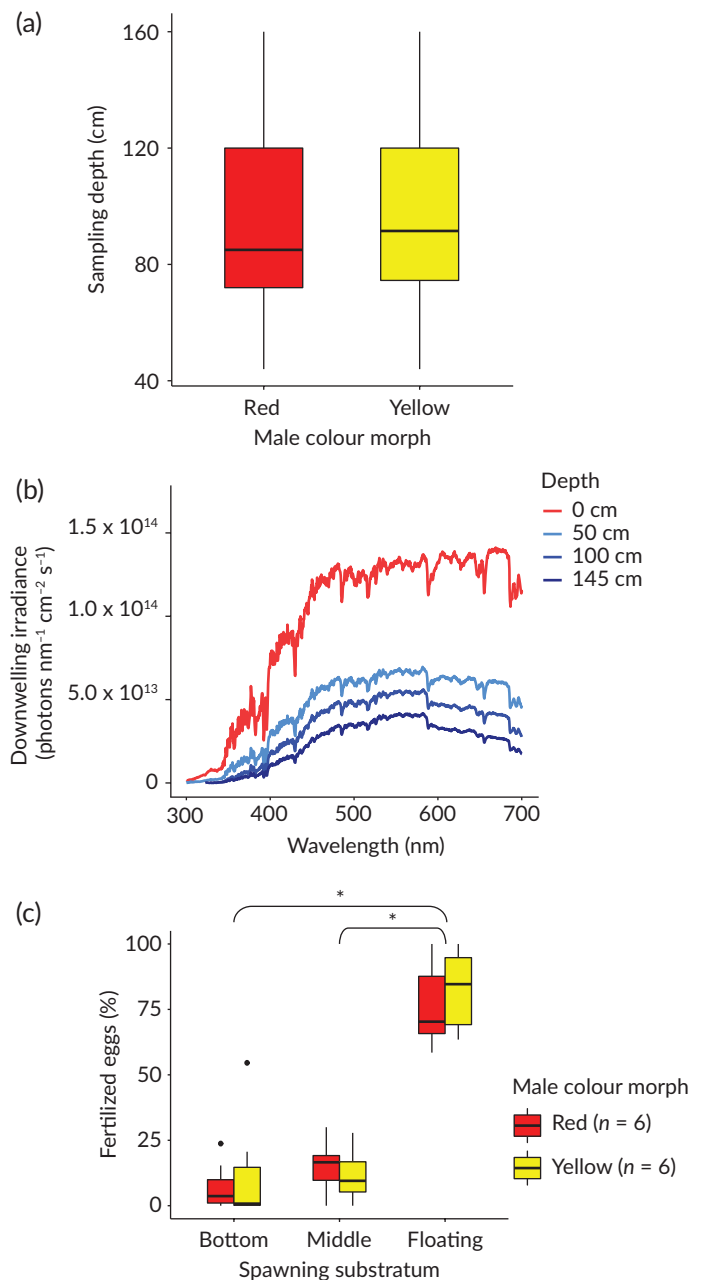 (a)
160
120
80
40
Sampling depth (cm)
Red
Yellow
Male colour morph
(b)
Depth
0 cm
50 cm
100 cm
145 cm
1.5 x 10¹⁴
1.0 x 10¹⁴
5.0 x 10¹³
0
Downwelling irradiance
(photons nm⁻¹ cm⁻² s⁻¹)
300
400
500
600
700
Wavelength (nm)
(c)
*
*
100
75
50
25
0
Fertilized eggs (%)
Male colour morph
Red (n = 6)
Yellow (n = 6)
Bottom
Middle
Floating
Spawning substratum